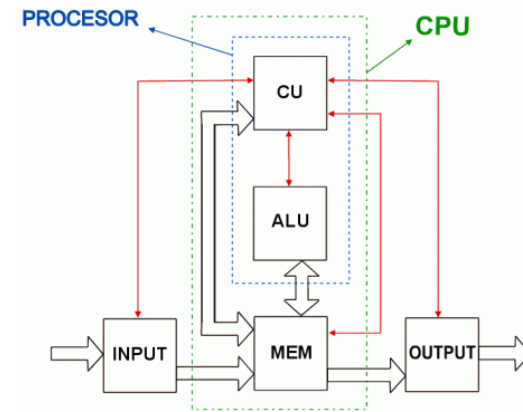 PROCESOR
CPU
CU
ALU
INPUT
MEM
OUTPUT